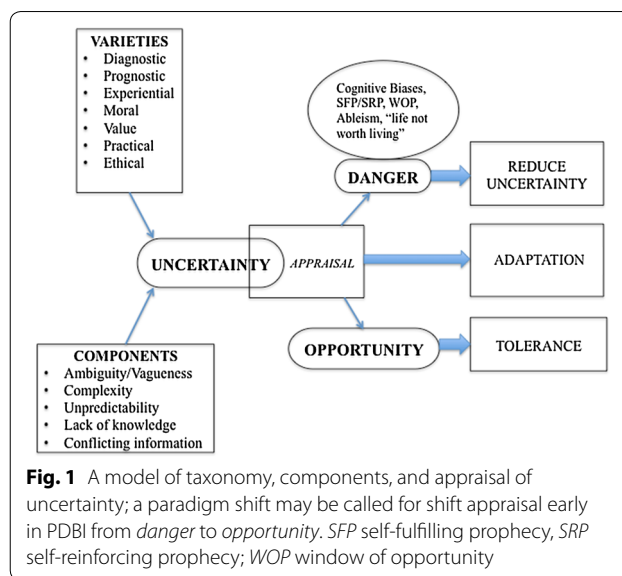 VARIETIES
• Diagnostic
• Prognostic
• Experiential
• Moral
• Value
• Practical
• Ethical
Cognitive Biases,
SFP/SRP, WOP,
Ableism, “life not
worth living”
DANGER
REDUCE
UNCERTAINTY
UNCERTAINTY
APPRAISAL
ADAPTATION
OPPORTUNITY
TOLERANCE
COMPONENTS
• Ambiguity/Vagueness
• Complexity
• Unpredictability
• Lack of knowledge
• Conflicting information
Fig. 1 A model of taxonomy, components, and appraisal of
uncertainty; a paradigm shift may be called for shift appraisal early
in PDBI from danger to opportunity. SFP self-fulfilling prophecy, SRP
self-reinforcing prophecy; WOP window of opportunity